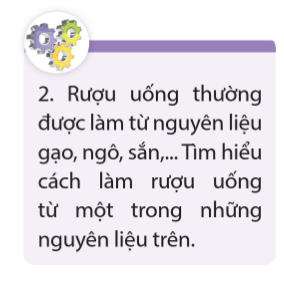 2. Rượu uống thường
được làm từ nguyên liệu
gạo, ngô, sắn,... Tìm hiểu
cách làm rượu uống
từ một trong những
nguyên liệu trên.